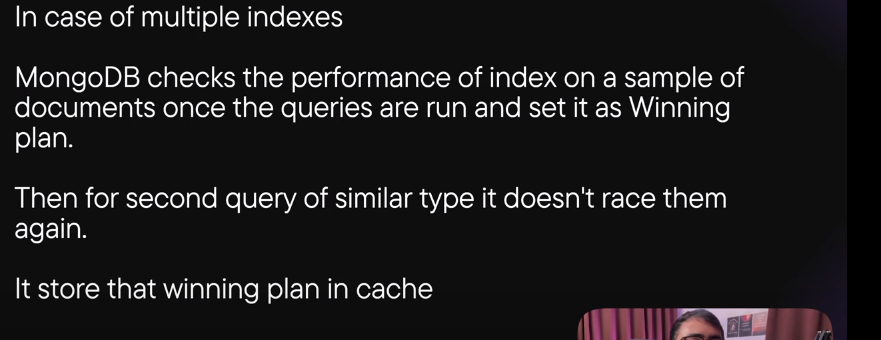 In case of multiple indexes
MongoDB checks the performance of index on a sample of
documents once the queries are run and set it as Winning
plan.
Then for second query of similar type it doesn't race them
again.
It store that winning plan in cache